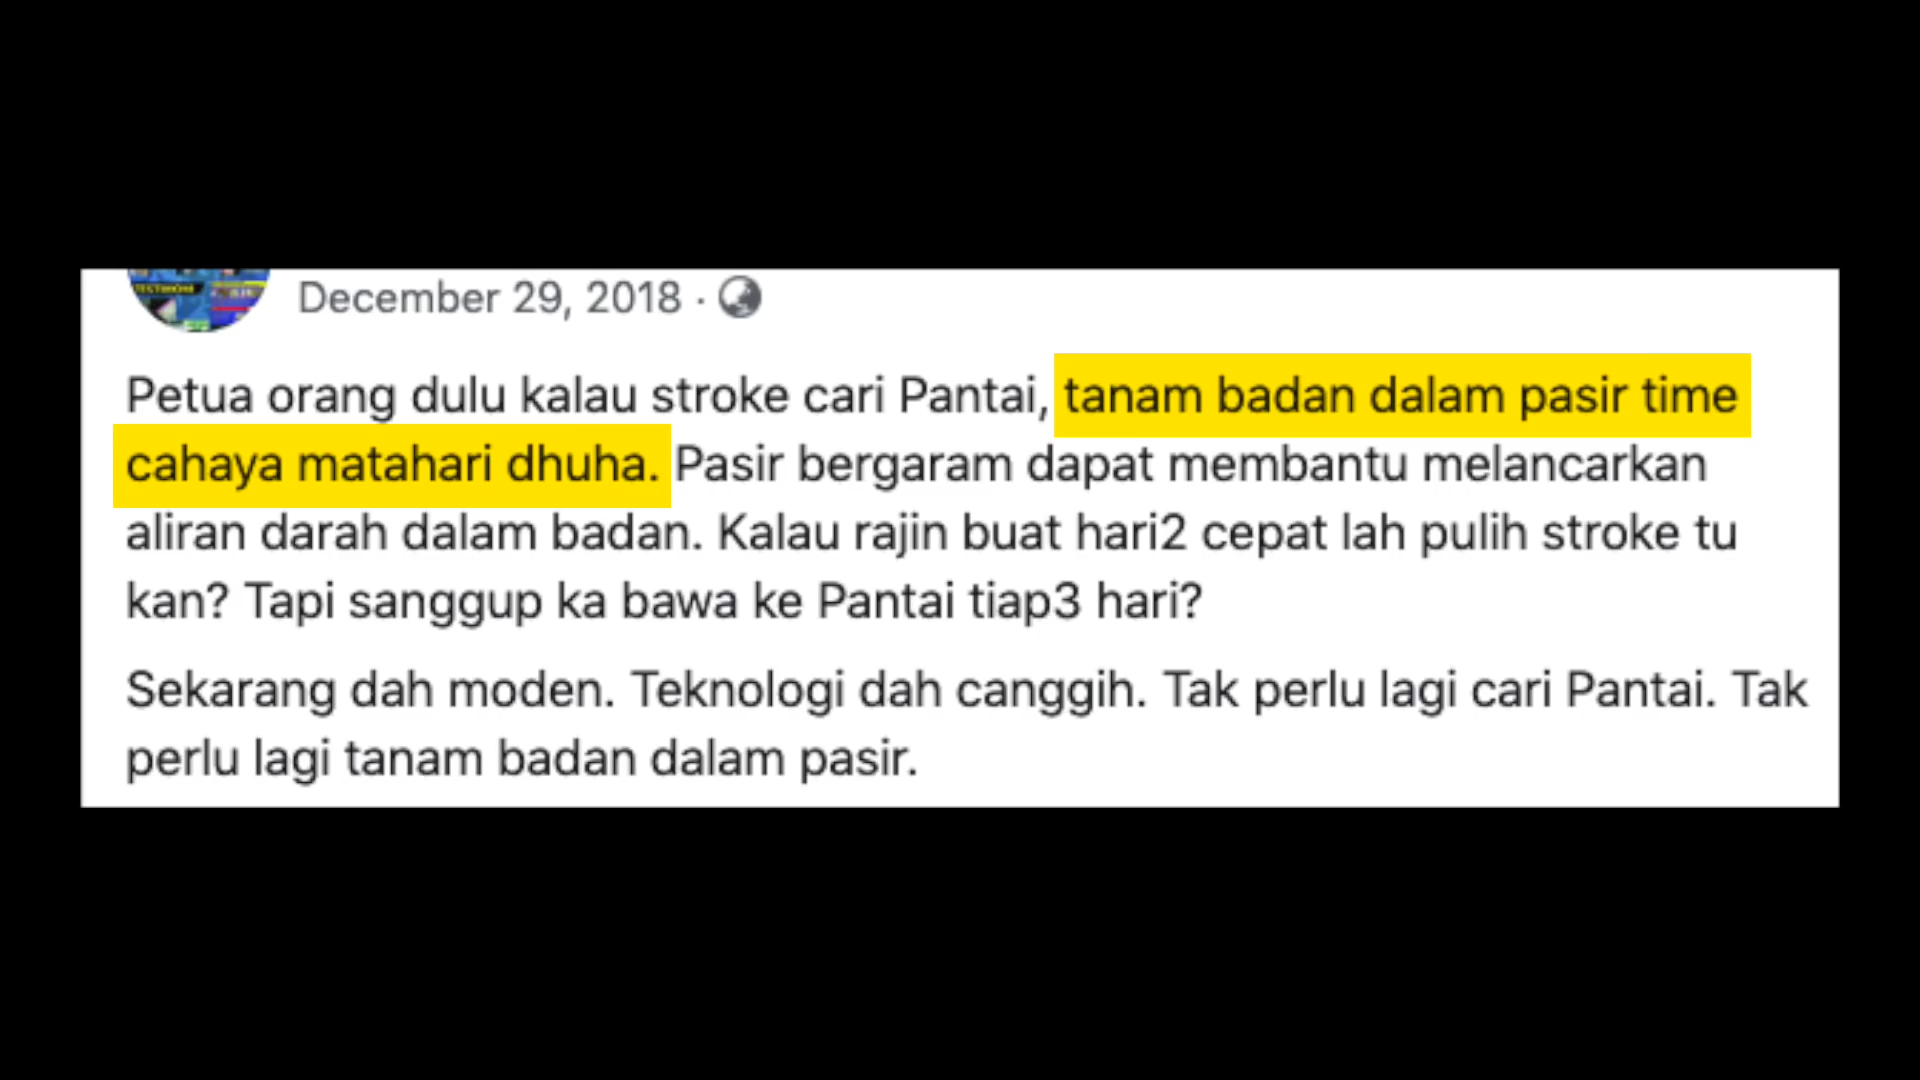 December 29, 2018 ·
Petua orang dulu kalau stroke cari Pantai, tanam badan dalam pasir time
cahaya matahari dhuha. Pasir bergaram dapat membantu melancarkan
aliran darah dalam badan. Kalau rajin buat hari2 cepat lah pulih stroke tu
kan? Tapi sanggup ka bawa ke Pantai tiap3 hari?
Sekarang dah moden. Teknologi dah canggih. Tak perlu lagi cari Pantai. Tak
perlu lagi tanam badan dalam pasir.